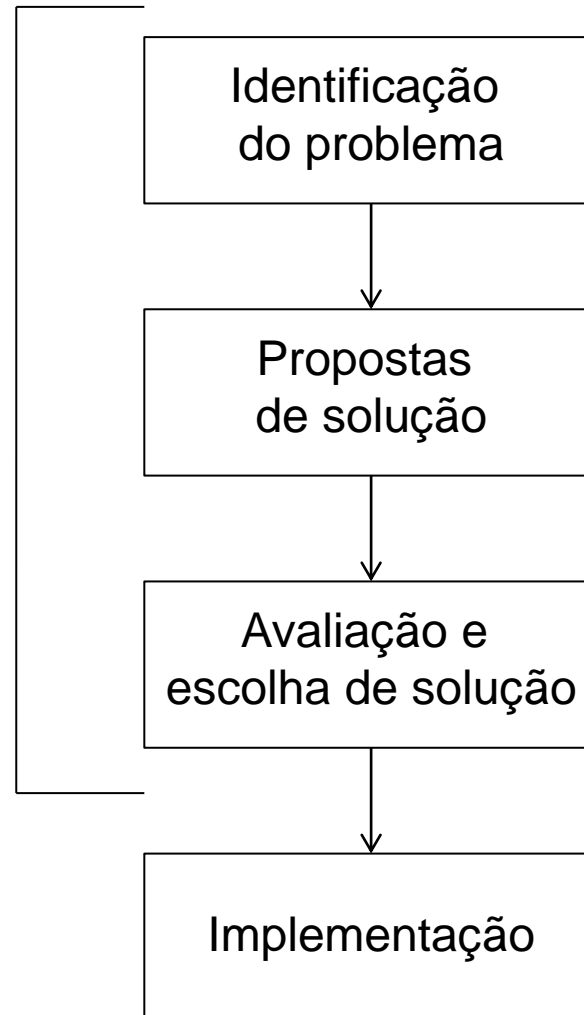 Identificação
do problema
Propostas
de solução
Avaliação e
escolha de solução
Implementação